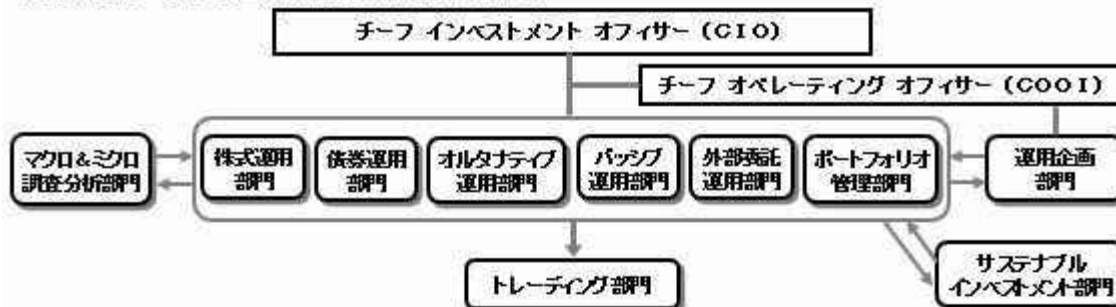 チーフ インベストメント オフィサー (CIO)
チーフ オペレーティング オフィサー (COOI)
マクロ&ミクロ
調査分析部門
株式運用
部門
債券運用
部門
オルタナティブ
運用部門
パッシブ
運用部門
外部委託
運用部門
ポートフォリオ
管理部門
運用企画
部門
トレーディング部門
サステナブル
インベストメント部門